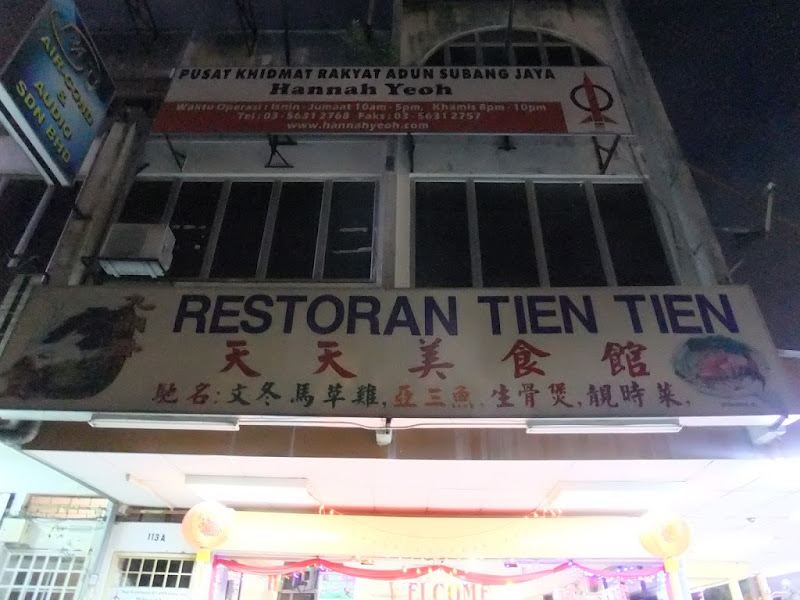 AIR-COND
&
AUDIO
SDN BHD
PUSAT KHIDMAT RAKYAT ADUN SUBANG JAYA
Hannah Yeoh
Waktu Operasi : Isnin - Jumaat 10am - 5pm, Khamis 8pm - 10pm
Tel : 03 - 5631 2768 Faks : 03 - 5631 2757
www.hannahyeoh.com
RESTORAN TIEN TIEN
天天美食館
馳名:文冬馬草雞,亞三魚,生骨煲,靚時菜,
113A
WELCOME